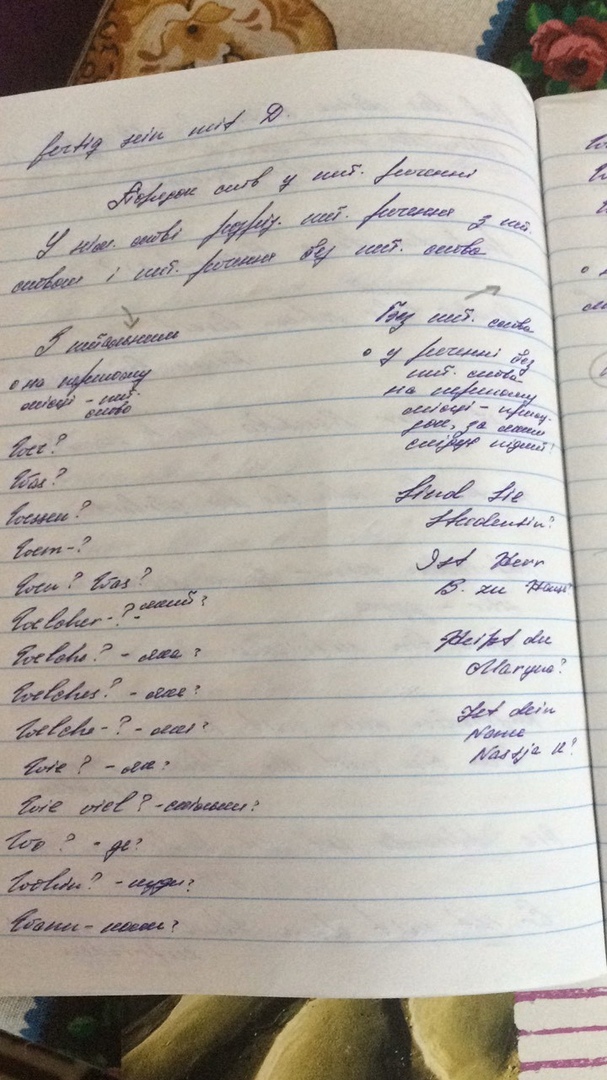 fertig sein mit D.
Порядок слів у пит. реченні
У нім. мові розріз. пит. речення з пит.
словом і пит. речення без пит. слова
З питальним
на першому
місці - пит.
слово
Wer?
Was?
Wessen?
Wem-?
Wen? Was?
Welcher-? - який?
Welche? - яка?
Welches? - яке?
Welche-? - які?
Wie? - як?
Wie viel? - скільки?
Wo? - де?
Wohin? - куди?
Wann - коли?
Без пит. слова
у реченні без
пит. слова
на першому
місці - прису-
док, за яким
слідує підмет!
Sind Sie
Studentin?
Ist Herr
B. zu Haus?
Heißt du
Maryna?
Ist dein
Name
Nastja K?